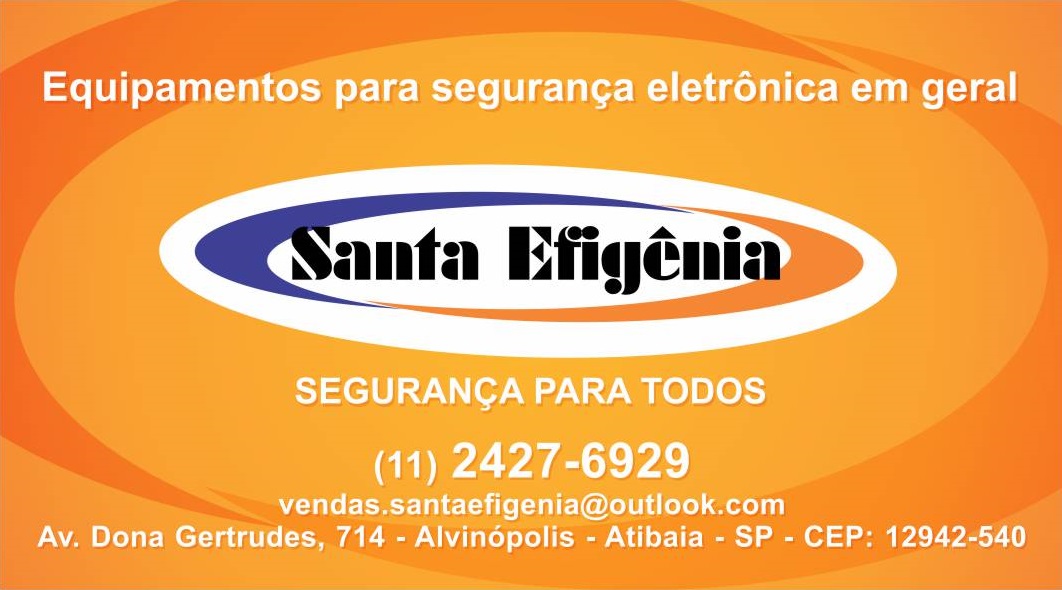 Equipamentos para segurança eletrônica em geral
Santa Efigênia
SEGURANÇA PARA TODOS
(11) 2427-6929
vendas.santaefigenia@outlook.com
Av. Dona Gertrudes, 714 - Alvinópolis - Atibaia - SP - CEP: 12942-540